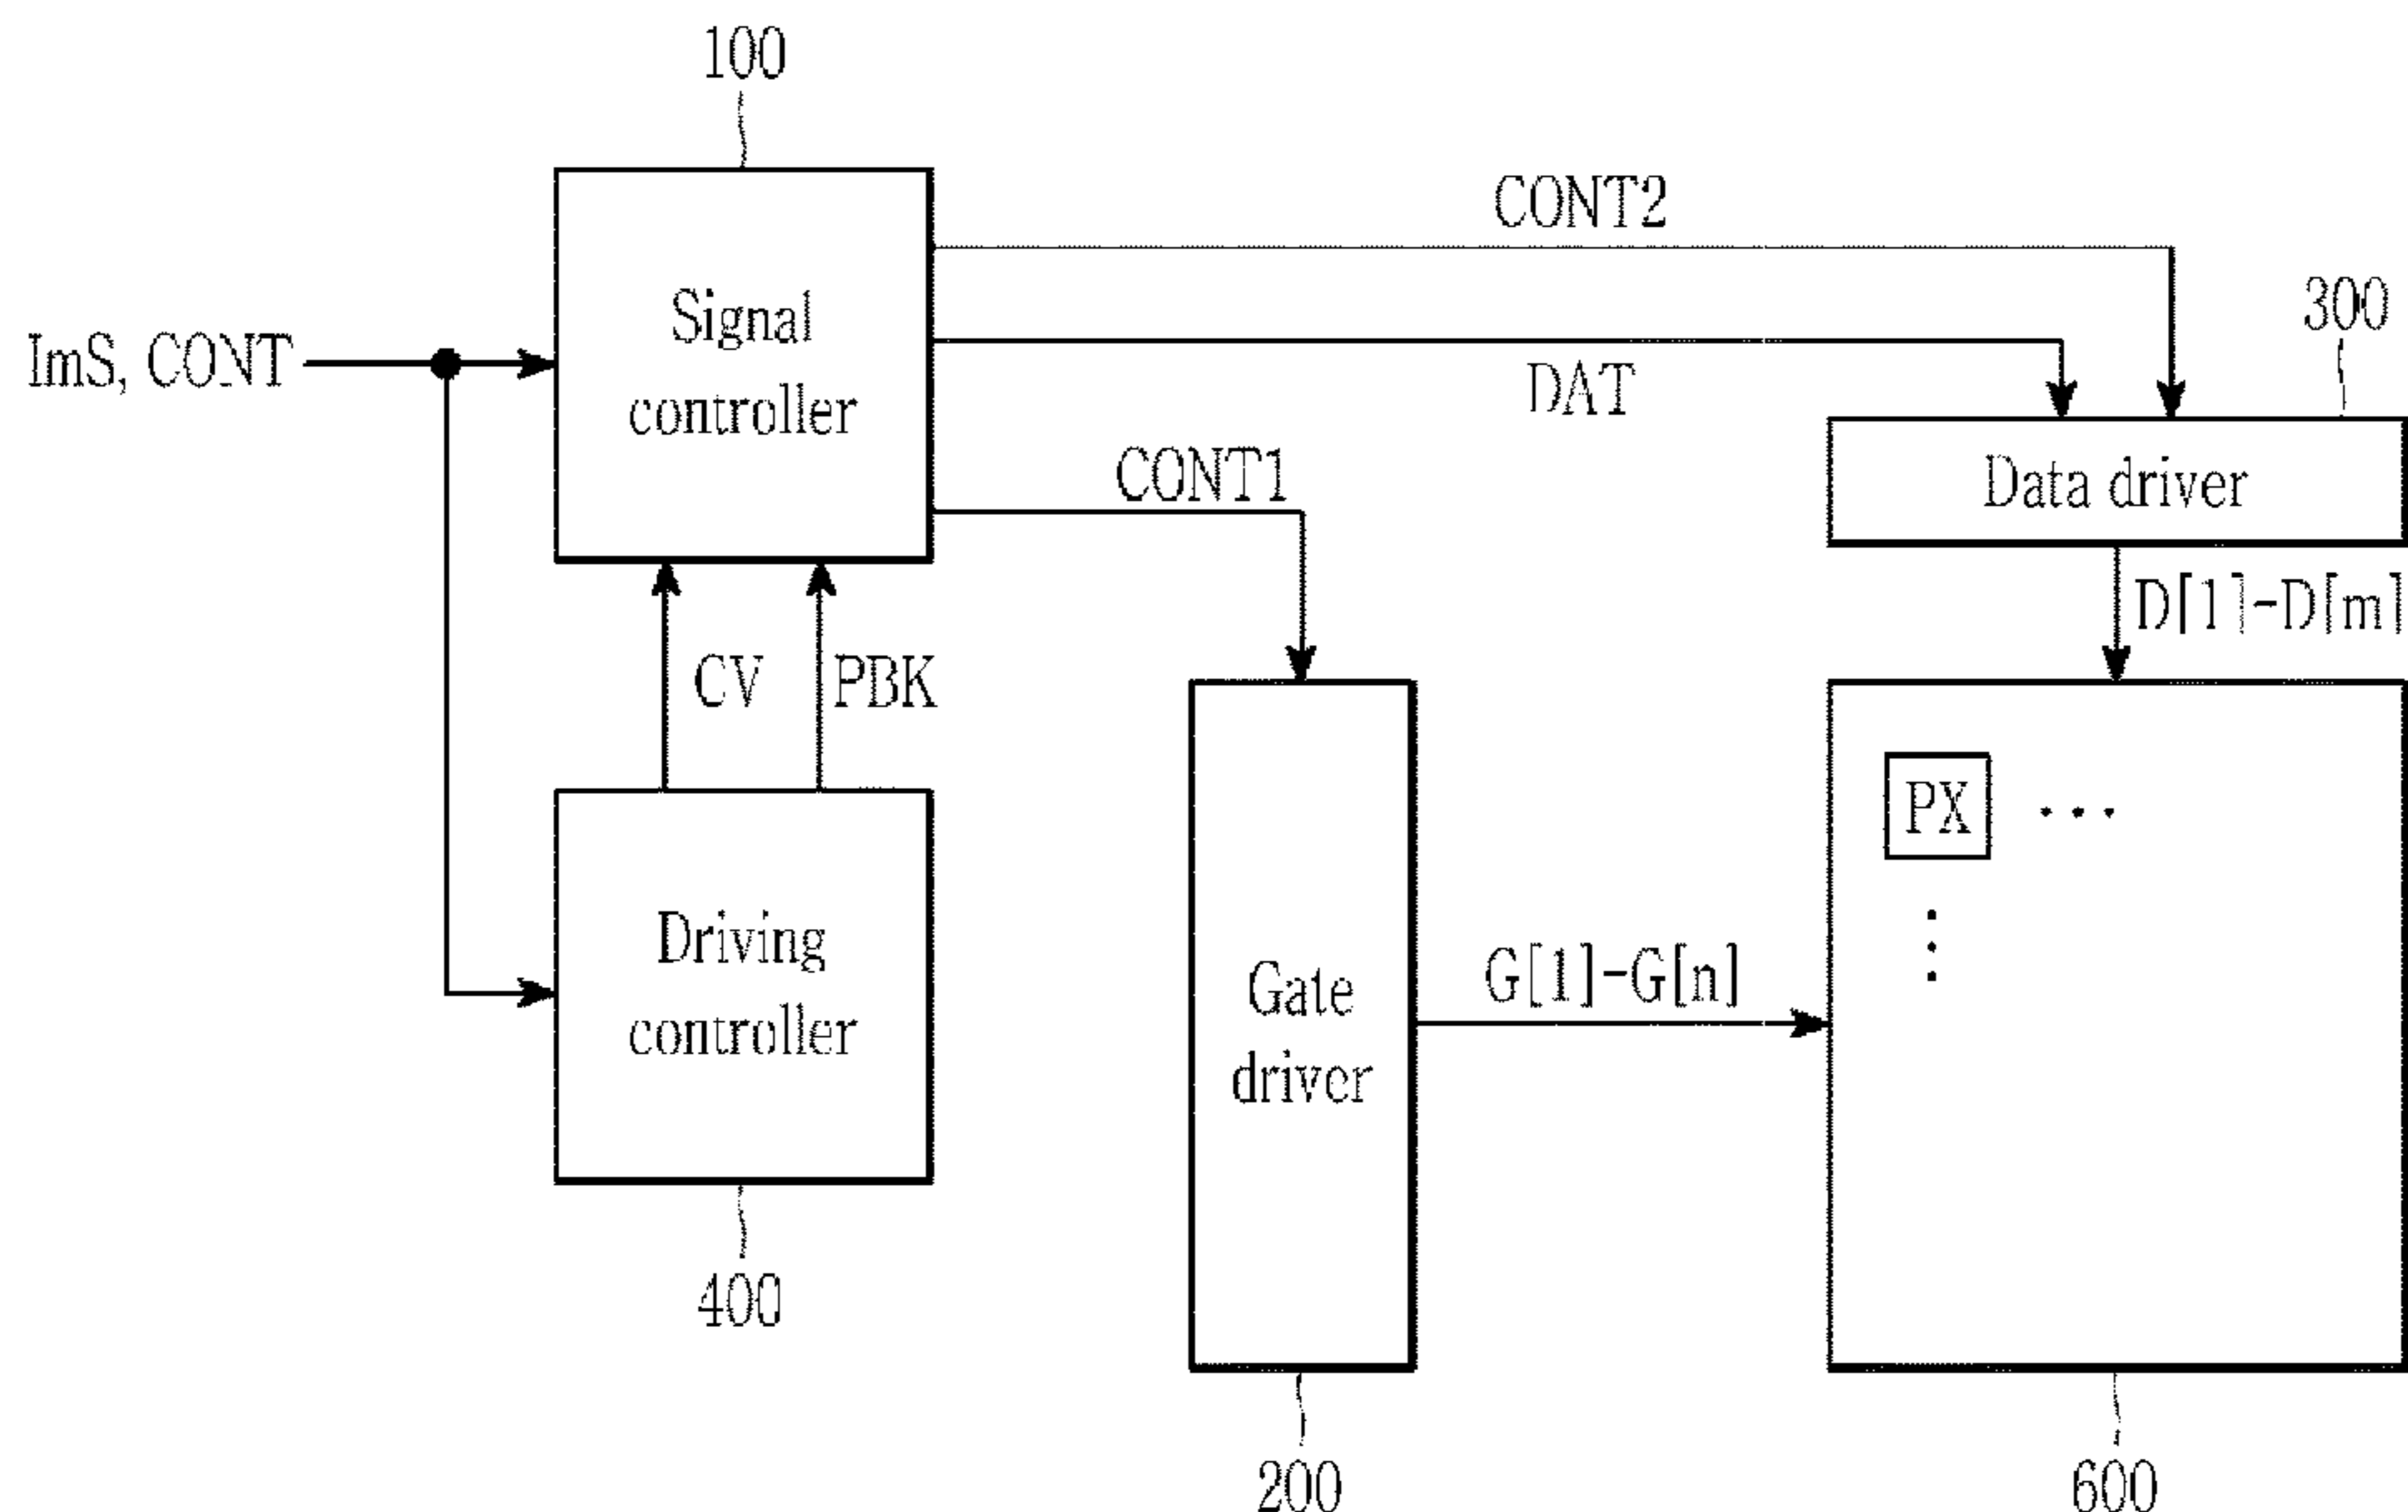 100
CONT2
Signal
controller
300
ImS, CONT
DAT
CONT1
Data driver
D[1]-D[m]
CV
PBK
PX
...
Driving
controller
Gate
driver
G[1]-G[n]
400
200
600